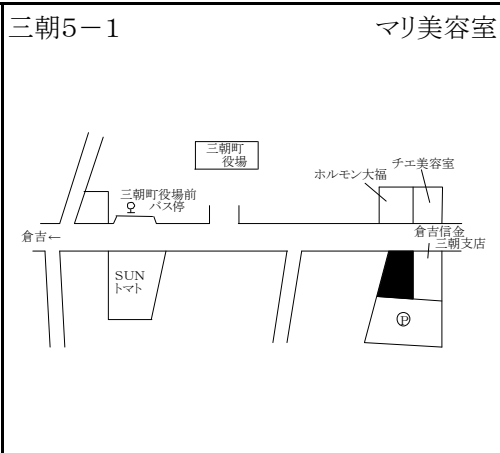 三朝5－1
マリ美容室
三朝町
役場
チエ美容室
ホルモン大福
三朝町役場前
バス停
倉吉←
倉吉信金
三朝支店
SUN
トマト
Ⓟ